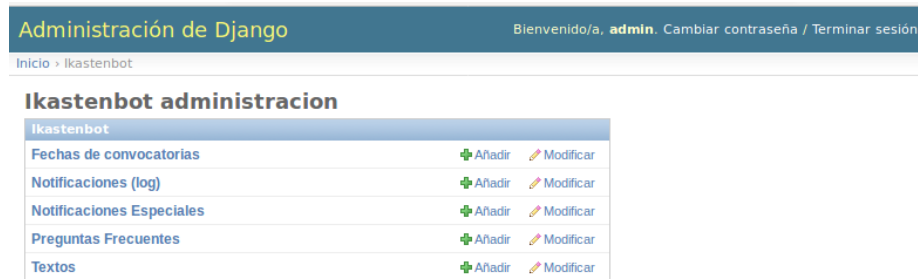 Administración de Django
Bienvenido/a, admin. Cambiar contraseña / Terminar sesión
Inicio › Ikastenbot
Ikastenbot administracion
Ikastenbot
Fechas de convocatorias Añadir Modificar
Notificaciones (log) Añadir Modificar
Notificaciones Especiales Añadir Modificar
Preguntas Frecuentes Añadir Modificar
Textos Añadir Modificar